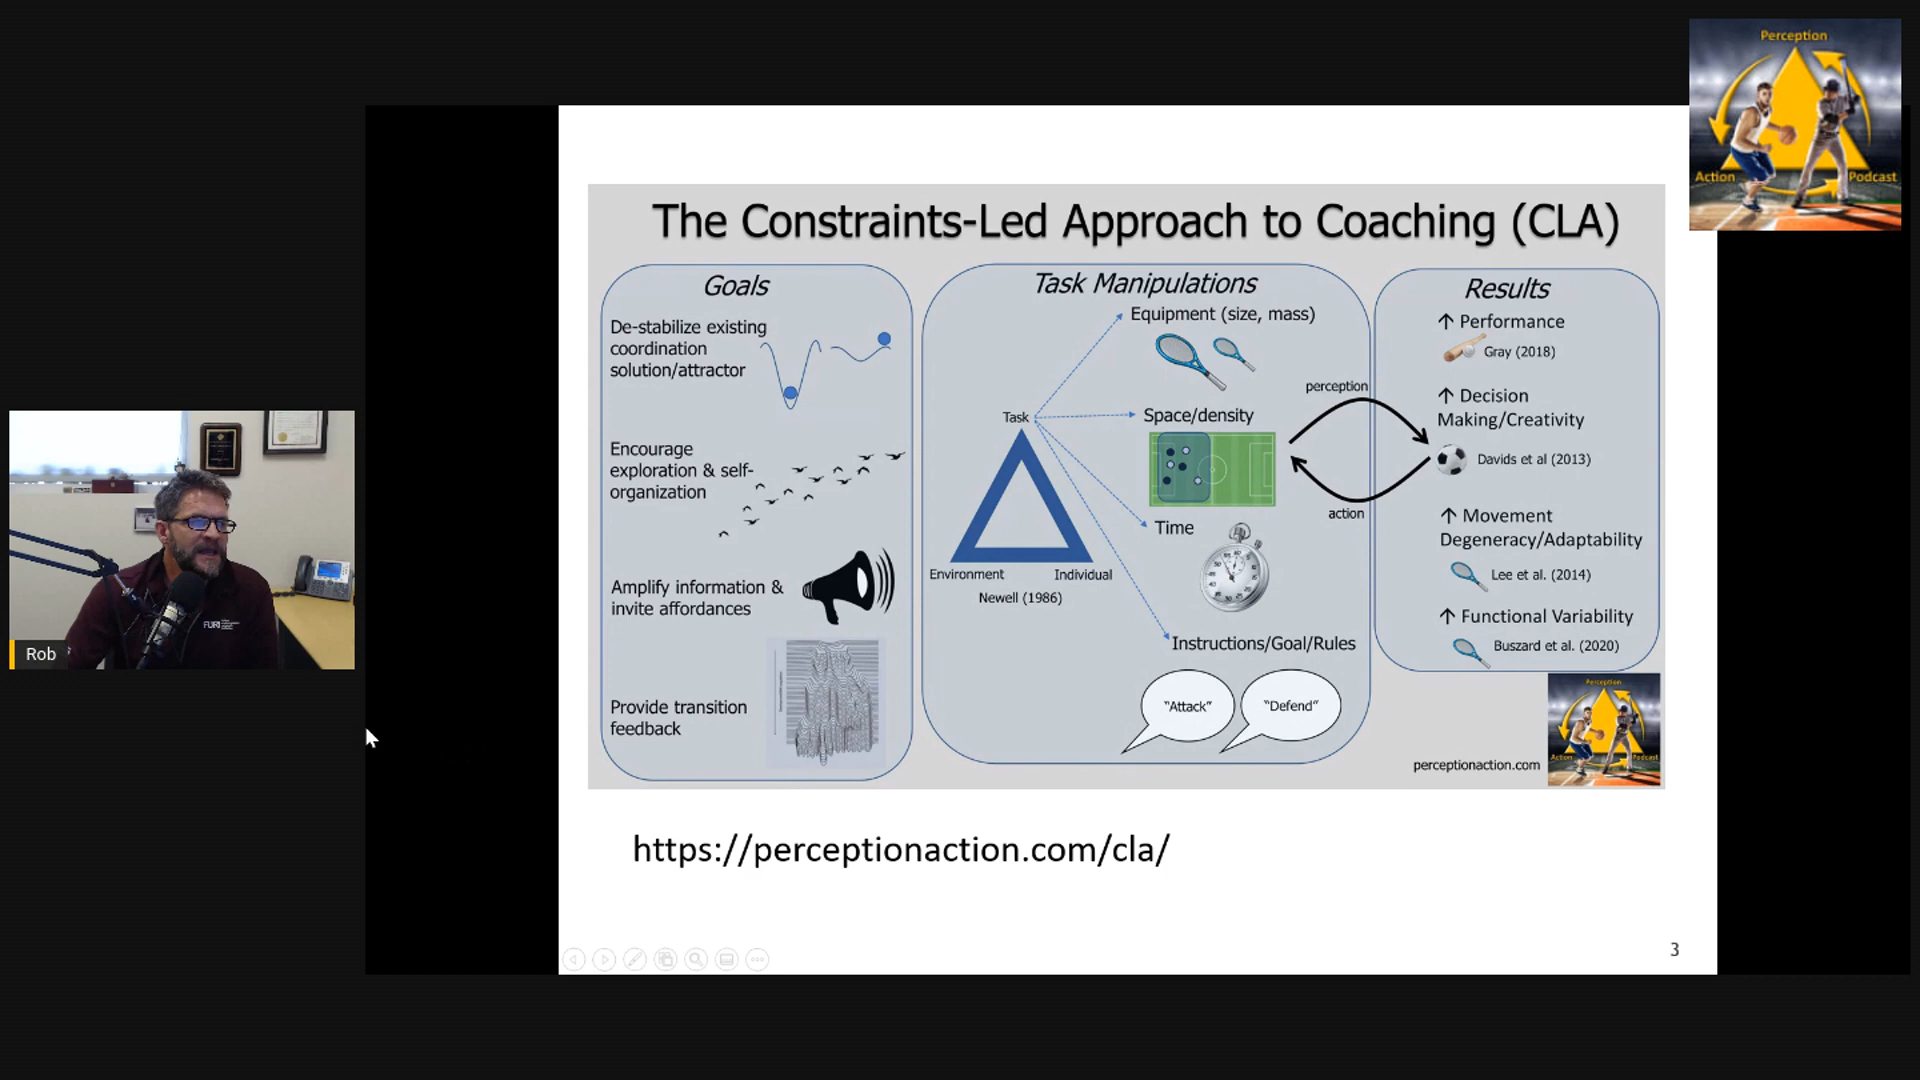 Perception
Action
Podcast
The Constraints-Led Approach to Coaching (CLA)
Goals
De-stabilize existing
coordination
solution/attractor
Encourage
exploration & self-
organization
Amplify information &
invite affordances
Provide transition
feedback
Task Manipulations
Equipment (size, mass)
Space/density
Time
Instructions/Goal/Rules
"Attack"
"Defend"
Task
Environment
Individual
Newell (1986)
perception
action
Results
↑ Performance
Gray (2018)
↑ Decision
Making/Creativity
Davids et al (2013)
↑ Movement
Degeneracy/Adaptability
Lee et al. (2014)
↑ Functional Variability
Buszard et al. (2020)
Perception
Action
Podcast
perceptionaction.com
https://perceptionaction.com/cla/
3
Rob
FURI